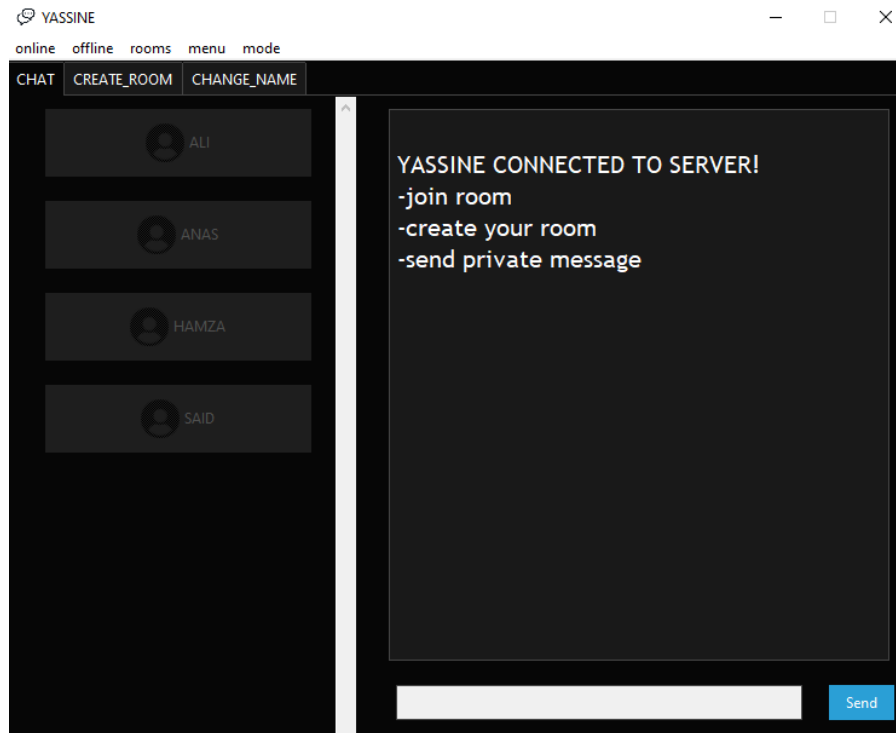 YASSINE
online offline rooms menu mode
CHAT CREATE_ROOM CHANGE_NAME
ALI
ANAS
HAMZA
SAID
YASSINE CONNECTED TO SERVER!
-join room
-create your room
-send private message
Send